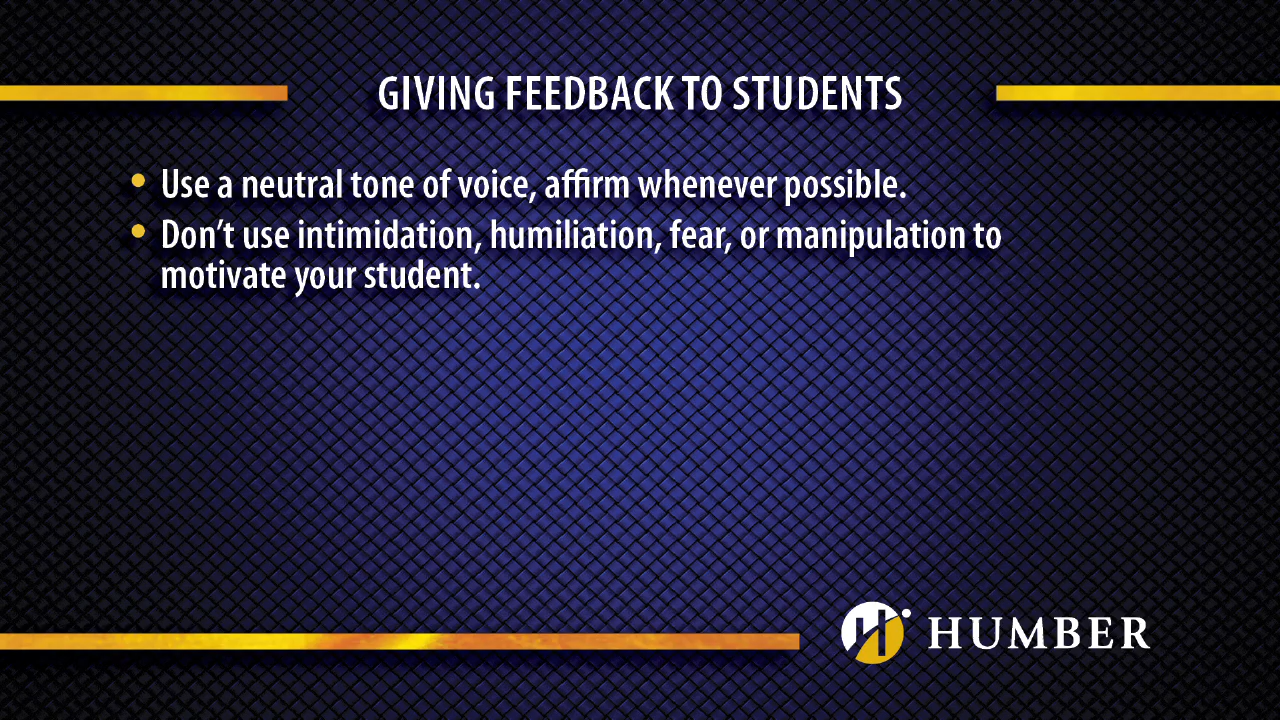 GIVING FEEDBACK TO STUDENTS
• Use a neutral tone of voice, affirm whenever possible.
• Don’t use intimidation, humiliation, fear, or manipulation to
motivate your student.
HUMBER